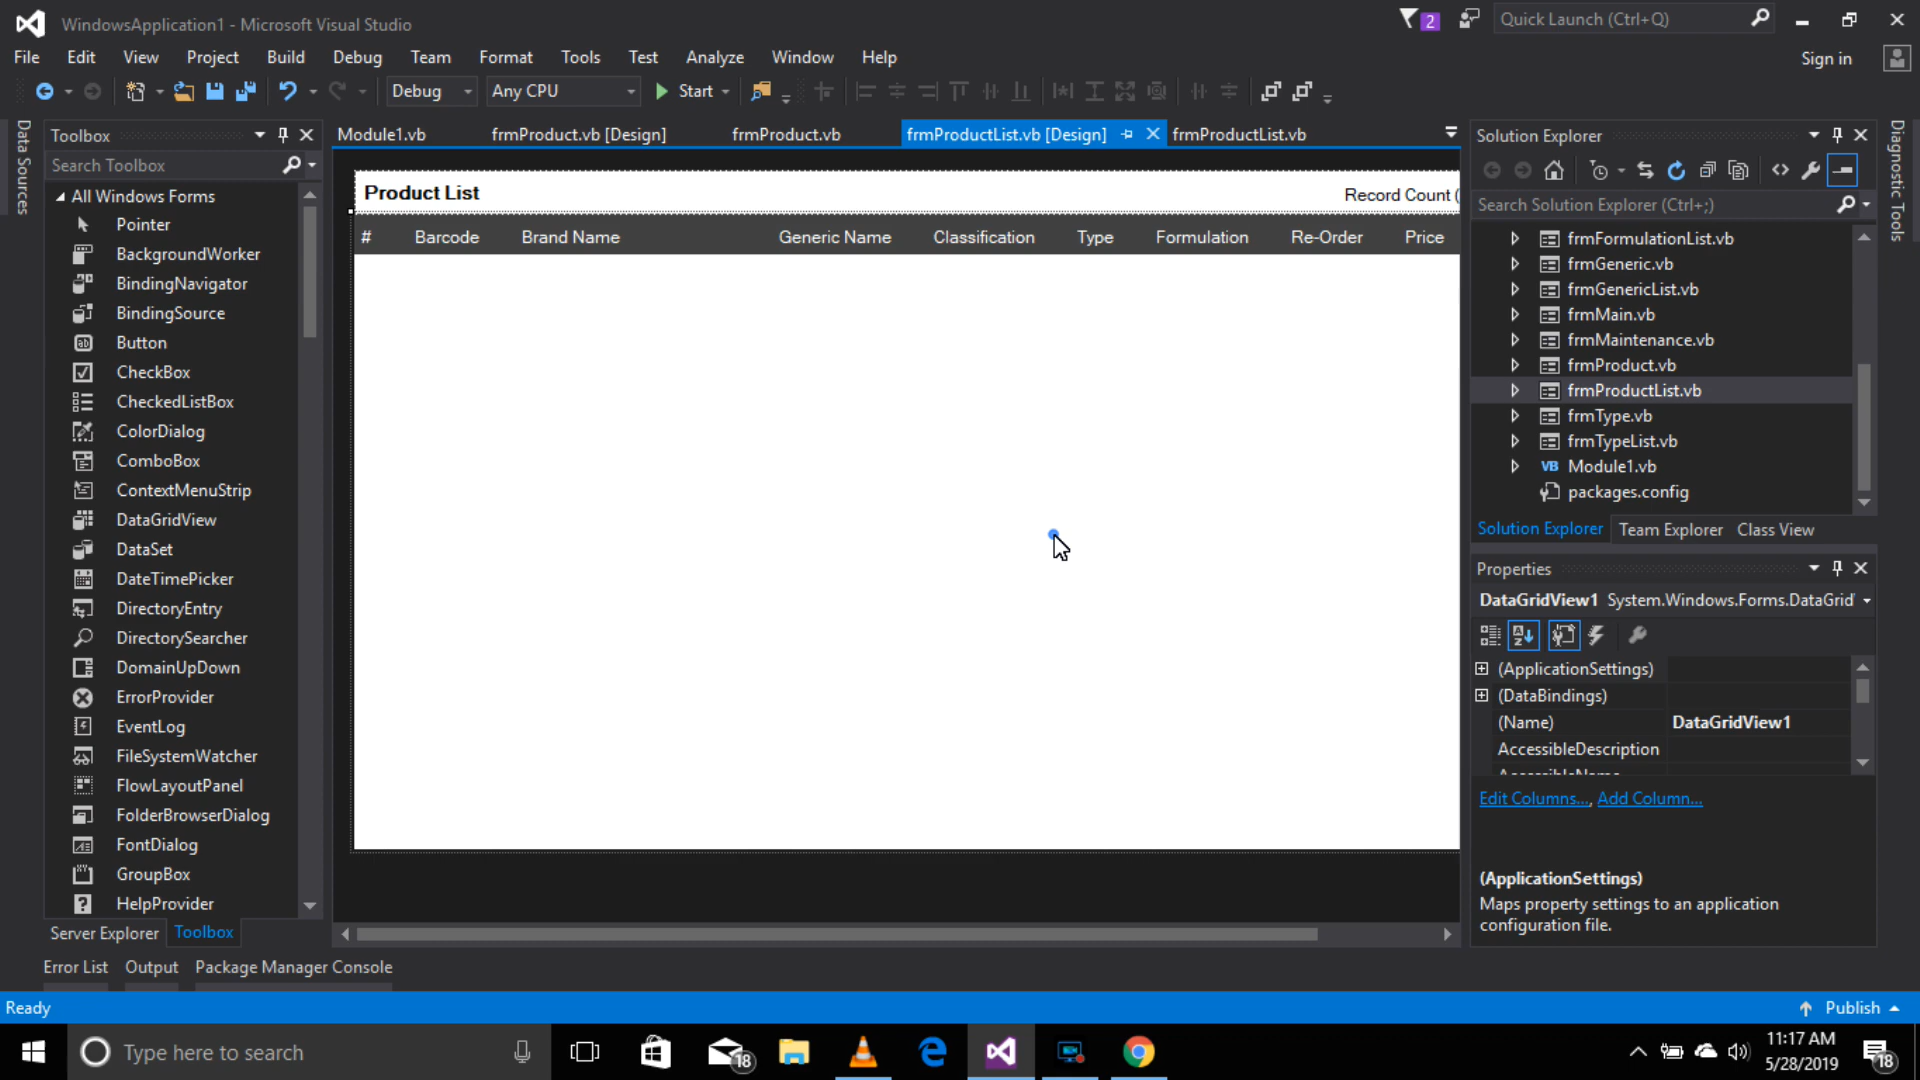 WindowsApplication1 - Microsoft Visual Studio
2
Quick Launch (Ctrl+Q)
File Edit View Project Build Debug Team Format Tools Test Analyze Window Help
Sign in
Debug Any CPU Start
Data Sources
Toolbox
Search Toolbox
All Windows Forms
Pointer
BackgroundWorker
BindingNavigator
BindingSource
Button
CheckBox
CheckedListBox
ColorDialog
ComboBox
ContextMenuStrip
DataGridView
DataSet
DateTimePicker
DirectoryEntry
DirectorySearcher
DomainUpDown
ErrorProvider
EventLog
FileSystemWatcher
FlowLayoutPanel
FolderBrowserDialog
FontDialog
GroupBox
HelpProvider
Server Explorer Toolbox
Module1.vb frmProduct.vb [Design] frmProduct.vb frmProductList.vb [Design] frmProductList.vb
Product List
Record Count (
# Barcode Brand Name Generic Name Classification Type Formulation Re-Order Price
Solution Explorer
Search Solution Explorer (Ctrl+;)
frmFormulationList.vb
frmGeneric.vb
frmGenericList.vb
frmMain.vb
frmMaintenance.vb
frmProduct.vb
frmProductList.vb
frmType.vb
frmTypeList.vb
VB Module1.vb
packages.config
Solution Explorer Team Explorer Class View
Properties
DataGridView1 System.Windows.Forms.DataGrid
(ApplicationSettings)
(DataBindings)
(Name) DataGridView1
AccessibleDescription
Edit Columns..., Add Column...
(ApplicationSettings)
Maps property settings to an application
configuration file.
Diagnostic Tools
Error List Output Package Manager Console
Ready
Publish
Type here to search
18
11:17 AM
5/28/2019
18